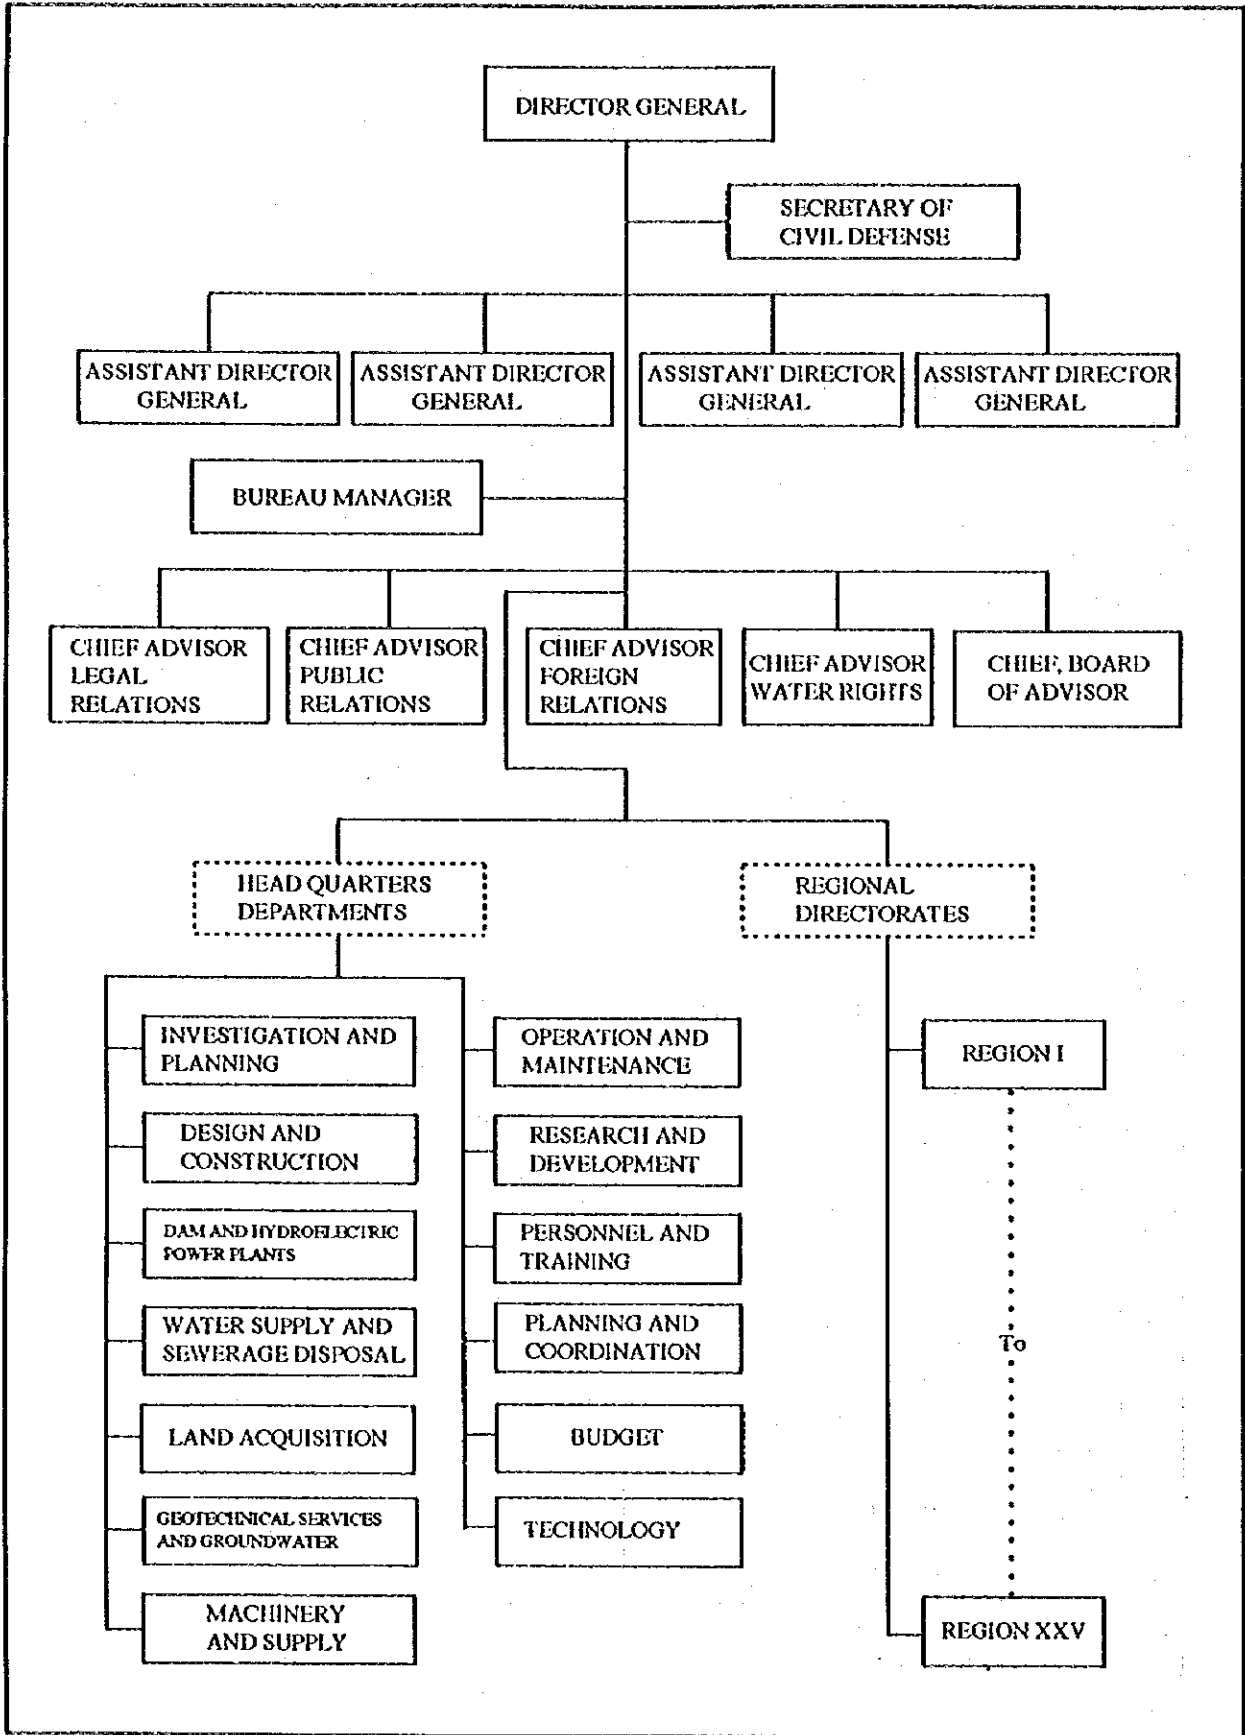 DIRECTOR GENERAL
SECRETARY OF
CIVIL DEFENSE
ASSISTANT DIRECTOR
GENERAL
ASSISTANT DIRECTOR
GENERAL
ASSISTANT DIRECTOR
GENERAL
ASSISTANT DIRECTOR
GENERAL
BUREAU MANAGER
CHIEF ADVISOR
LEGAL
RELATIONS
CHIEF ADVISOR
PUBLIC
RELATIONS
CHIEF ADVISOR
FOREIGN
RELATIONS
CHIEF ADVISOR
WATER RIGHTS
CHIEF, BOARD
OF ADVISOR
HEAD QUARTERS
DEPARTMENTS
REGIONAL
DIRECTORATES
INVESTIGATION AND
PLANNING
DESIGN AND
CONSTRUCTION
DAM AND HYDROELECTRIC
POWER PLANTS
WATER SUPPLY AND
SEWERAGE DISPOSAL
LAND ACQUISITION
GEOTECHNICAL SERVICES
AND GROUNDWATER
MACHINERY
AND SUPPLY
OPERATION AND
MAINTENANCE
RESEARCH AND
DEVELOPMENT
PERSONNEL AND
TRAINING
PLANNING AND
COORDINATION
BUDGET
TECHNOLOGY
REGION I
To
REGION XXV